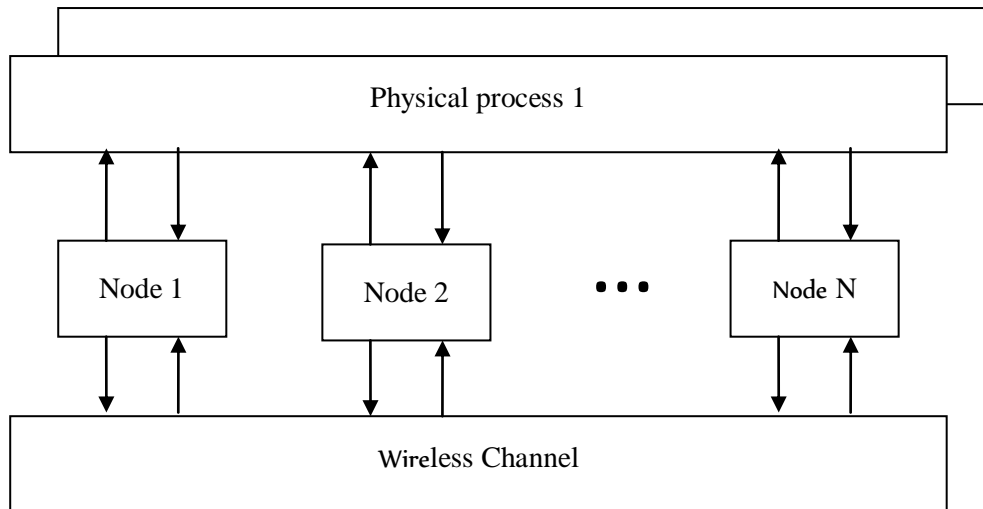 Physical process 1
Node 1
Node 2
...
Node N
Wireless Channel